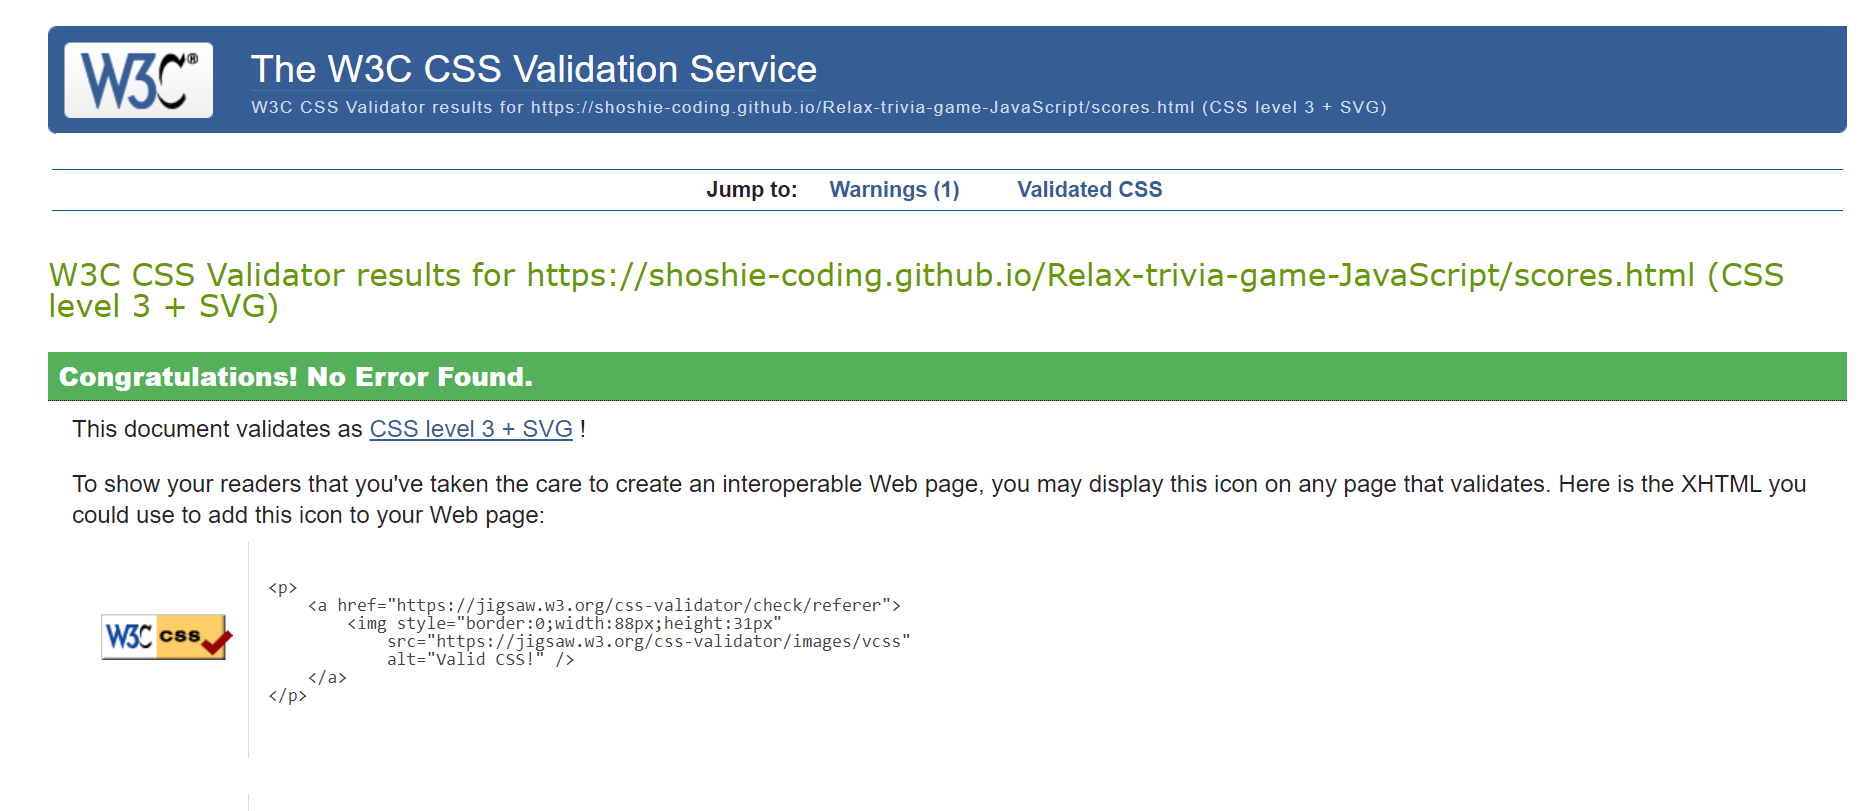 W3C®
The W3C CSS Validation Service
W3C CSS Validator results for https://shoshie-coding.github.io/Relax-trivia-game-JavaScript/scores.html (CSS level 3 + SVG)
Jump to: Warnings (1) Validated CSS
W3C CSS Validator results for https://shoshie-coding.github.io/Relax-trivia-game-JavaScript/scores.html (CSS
level 3 + SVG)
Congratulations! No Error Found.
This document validates as CSS level 3 + SVG !
To show your readers that you've taken the care to create an interoperable Web page, you may display this icon on any page that validates. Here is the XHTML you
could use to add this icon to your Web page:
W3C css
<p>
    <a href="https://jigsaw.w3.org/css-validator/check/referer">
        <img style="border:0;width:88px;height:31px"
            src="https://jigsaw.w3.org/css-validator/images/vcss"
            alt="Valid CSS!" />
    </a>
</p>